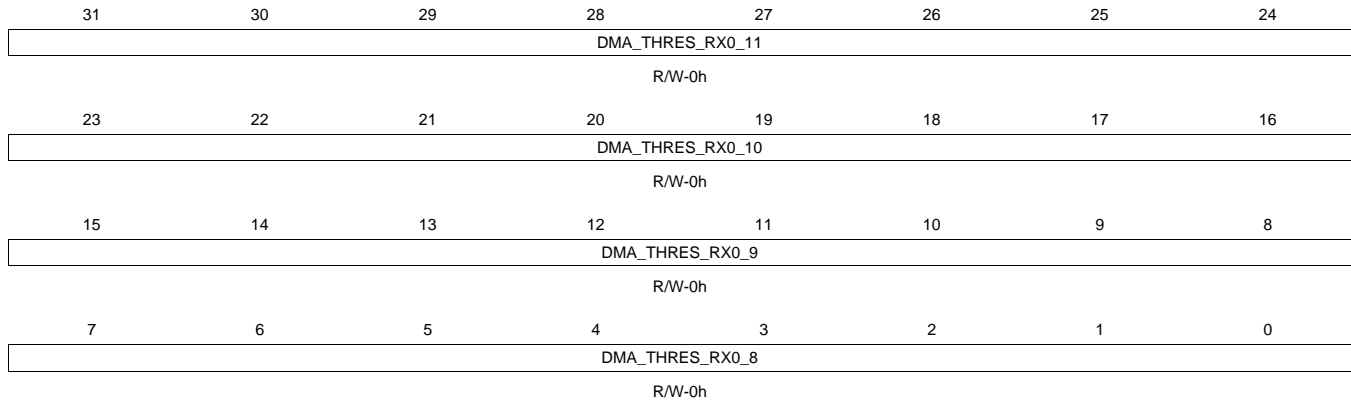 31 30 29 28 27 26 25 24
DMA_THRES_RX0_11
R/W-0h
23 22 21 20 19 18 17 16
DMA_THRES_RX0_10
R/W-0h
15 14 13 12 11 10 9 8
DMA_THRES_RX0_9
R/W-0h
7 6 5 4 3 2 1 0
DMA_THRES_RX0_8
R/W-0h